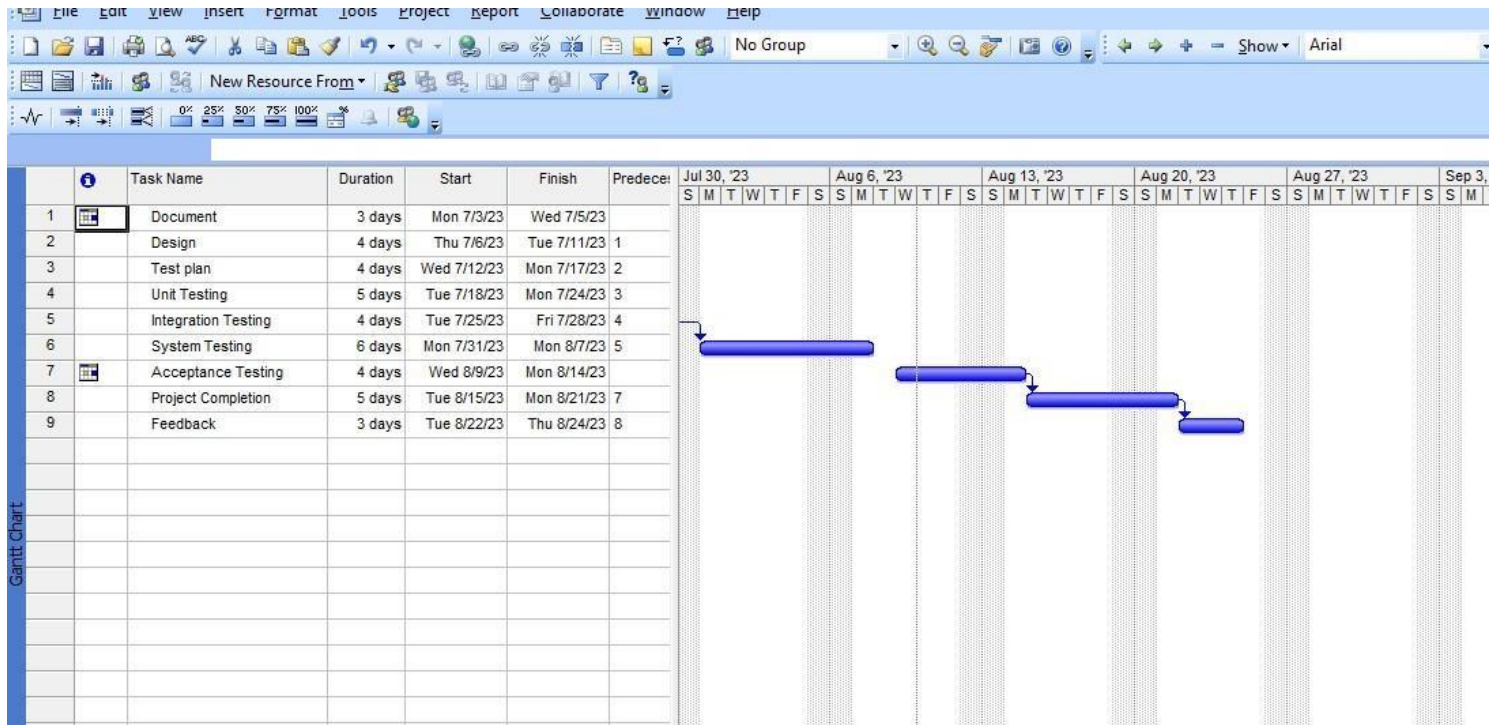 File Edit View Insert Format Tools Project Report Collaborate Window Help
ABC No Group Show Arial
New Resource From
0% 25% 50% 75% 100%
Task Name Duration Start Finish Predeces Jul 30, '23 Aug 6, '23 Aug 13, '23 Aug 20, '23 Aug 27, '23 Sep 3,
S M T W T F S S M T W T F S S M T W T F S S M T W T F S S M T W T F S S M
1 Document 3 days Mon 7/3/23 Wed 7/5/23
2 Design 4 days Thu 7/6/23 Tue 7/11/23 1
3 Test plan 4 days Wed 7/12/23 Mon 7/17/23 2
4 Unit Testing 5 days Tue 7/18/23 Mon 7/24/23 3
5 Integration Testing 4 days Tue 7/25/23 Fri 7/28/23 4
6 System Testing 6 days Mon 7/31/23 Mon 8/7/23 5
7 Acceptance Testing 4 days Wed 8/9/23 Mon 8/14/23
8 Project Completion 5 days Tue 8/15/23 Mon 8/21/23 7
9 Feedback 3 days Tue 8/22/23 Thu 8/24/23 8
Gantt Chart